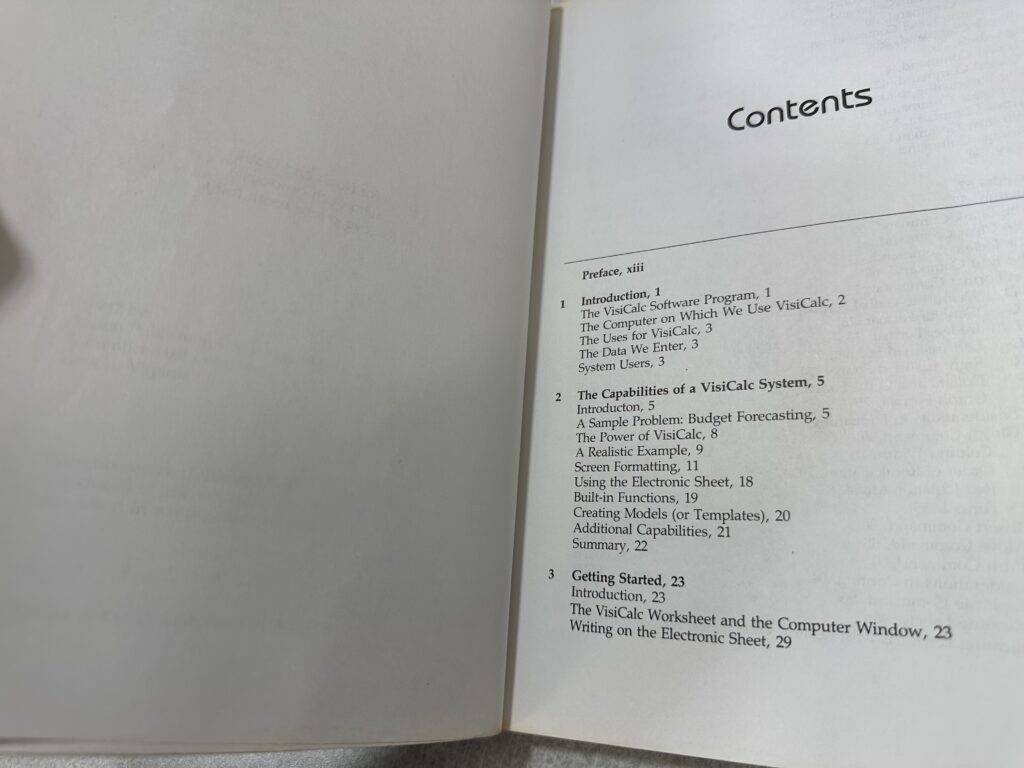 Contents
Preface, xiii
1 Introduction, 1
The VisiCalc Software Program, 1
The Computer on Which We Use VisiCalc, 2
The Uses for VisiCalc, 3
The Data We Enter, 3
System Users, 3
2 The Capabilities of a VisiCalc System, 5
Introducton, 5
A Sample Problem: Budget Forecasting, 5
The Power of VisiCalc, 8
A Realistic Example, 9
Screen Formatting, 11
Using the Electronic Sheet, 18
Built-in Functions, 19
Creating Models (or Templates), 20
Additional Capabilities, 21
Summary, 22
3 Getting Started, 23
Introduction, 23
The VisiCalc Worksheet and the Computer Window, 23
Writing on the Electronic Sheet, 29